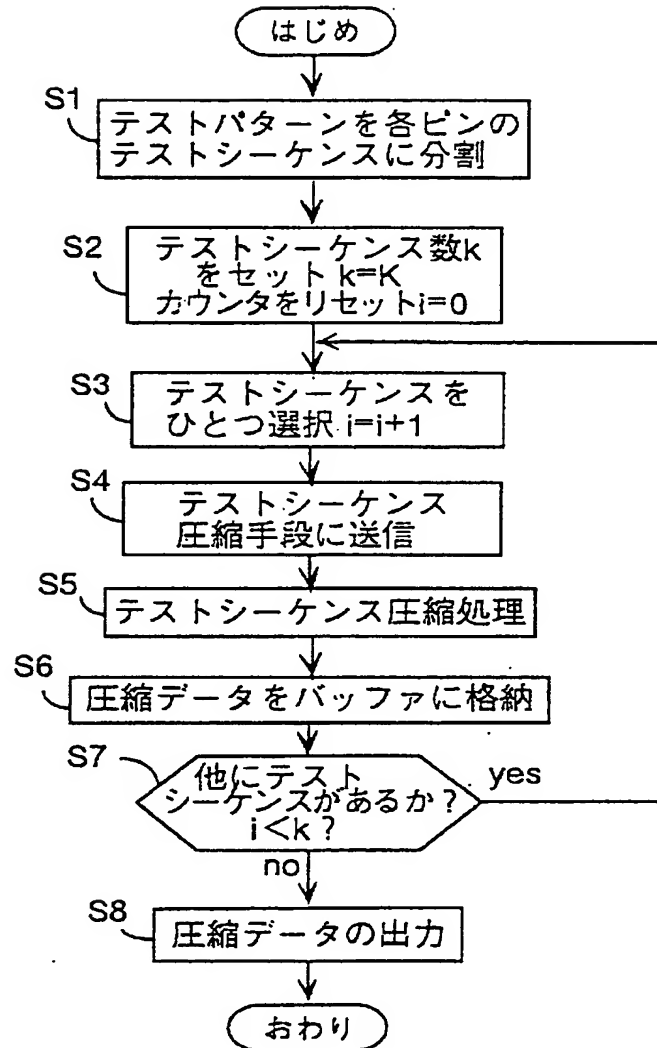 はじめ
S1
テストパターンを各ピンの
テストシーケンスに分割
S2
テストシーケンス数k
をセット k=K
カウンタをリセットi=0
S3
テストシーケンスを
ひとつ選択 i=i+1
S4
テストシーケンス
圧縮手段に送信
S5
テストシーケンス圧縮処理
S6
圧縮データをバッファに格納
S7
他にテスト
シーケンスがあるか?
i<k?
yes
no
S8
圧縮データの出力
おわり